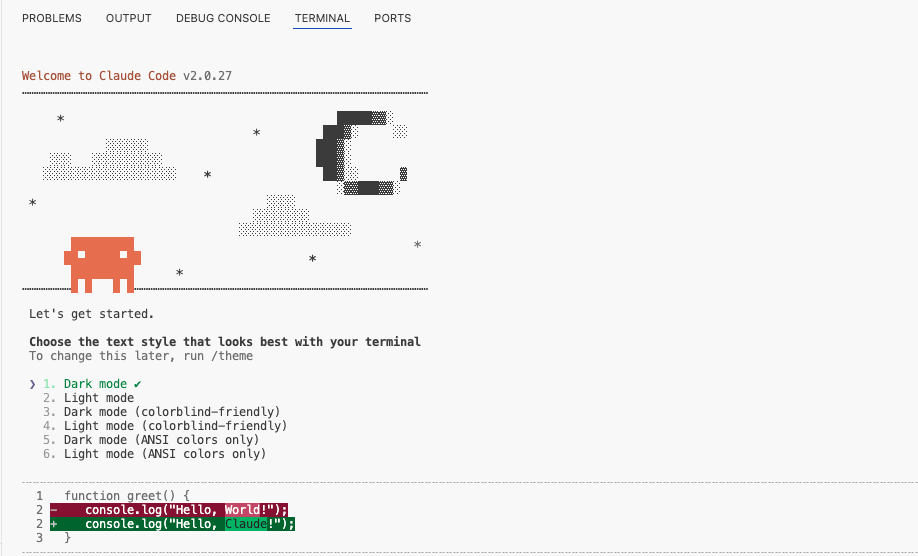 PROBLEMS OUTPUT DEBUG CONSOLE TERMINAL PORTS
Welcome to Claude Code v2.0.27
Let's get started.
Choose the text style that looks best with your terminal
To change this later, run /theme
❯ 1. Dark mode ✔
2. Light mode
3. Dark mode (colorblind-friendly)
4. Light mode (colorblind-friendly)
5. Dark mode (ANSI colors only)
6. Light mode (ANSI colors only)
1 function greet() {
2 - console.log("Hello, World!");
2 + console.log("Hello, Claude!");
3 }